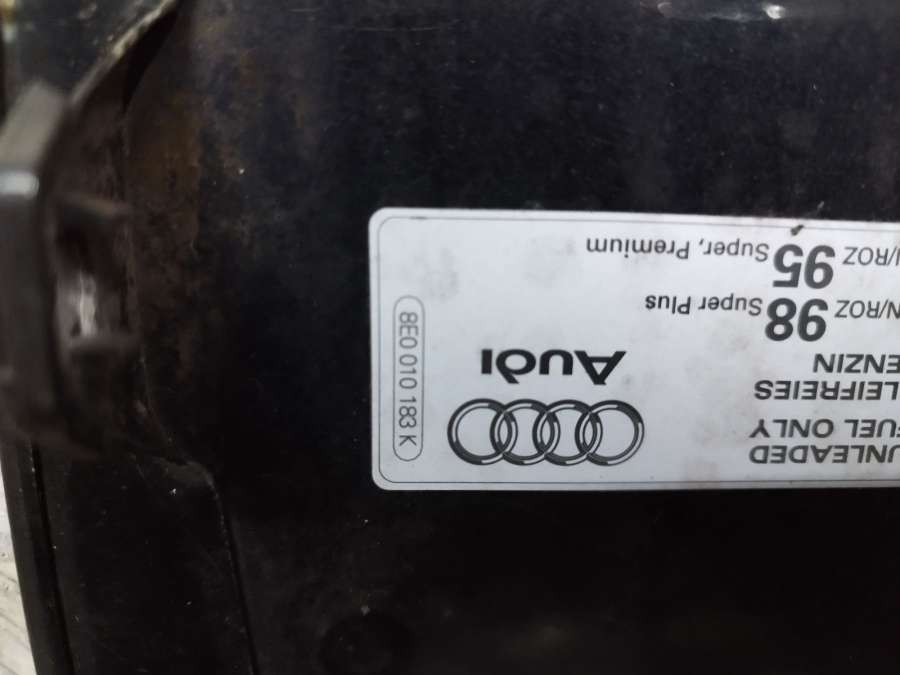 UNLEADED
FUEL ONLY
LEIFREIES
ENZIN
N/ROZ 98 Super Plus
/ROZ 95 Super, Premium
Audi
8E0 010 183 K